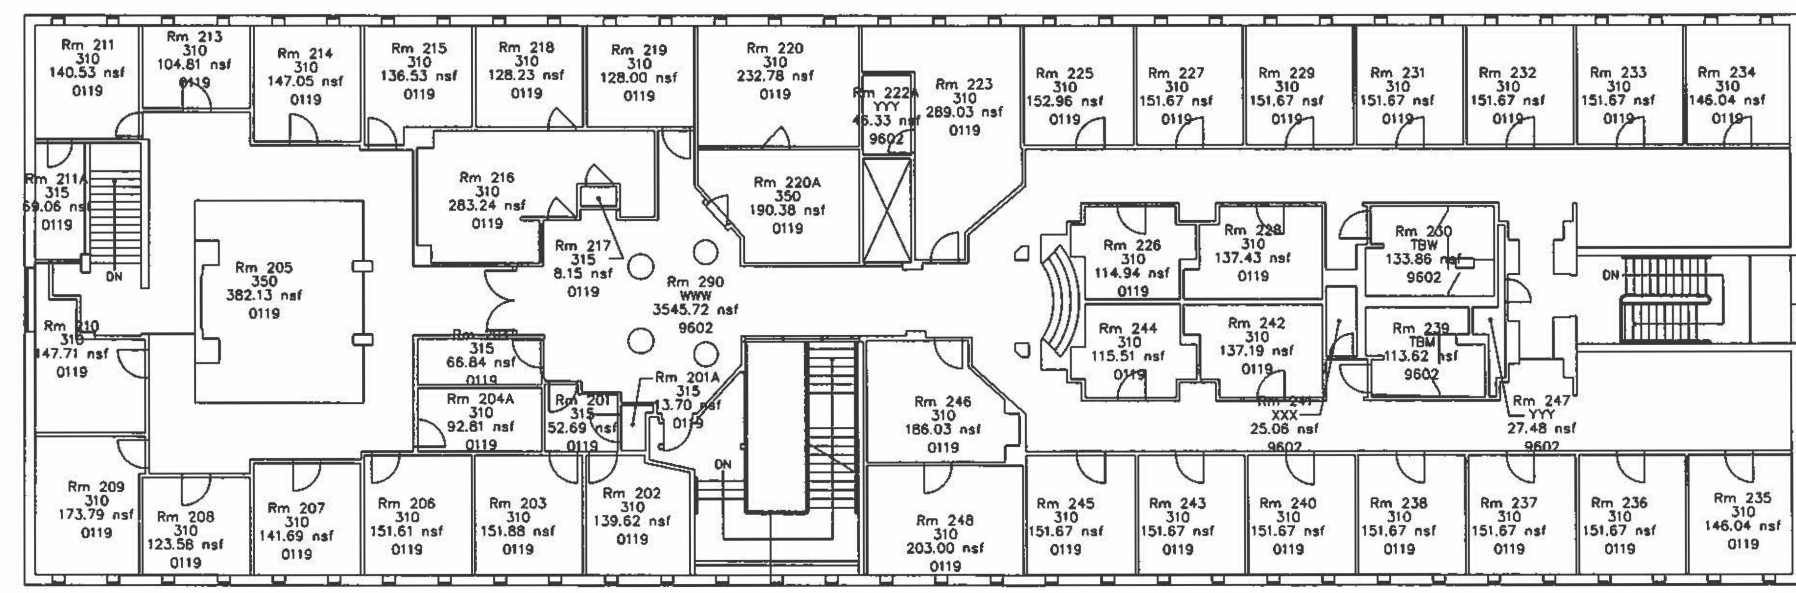 Rm 211
310
140.53 nsf
0119
Rm 213
310
104.81 nsf
0119
Rm 214
310
147.05 nsf
0119
Rm 215
310
136.53 nsf
0119
Rm 218
310
128.23 nsf
0119
Rm 219
310
128.00 nsf
0119
Rm 220
310
232.78 nsf
0119
Rm 222A
YYY
46.33 nsf
9602
Rm 223
310
289.03 nsf
0119
Rm 225
310
152.96 nsf
0119
Rm 227
310
151.67 nsf
0119
Rm 229
310
151.67 nsf
0119
Rm 231
310
151.67 nsf
0119
Rm 232
310
151.67 nsf
0119
Rm 233
310
151.67 nsf
0119
Rm 234
310
146.04 nsf
0119
Rm 211A
315
69.06 nsf
0119
DN
Rm 205
350
382.13 nsf
0119
Rm 216
310
283.24 nsf
0119
Rm 217
315
8.15 nsf
0119
Rm 220A
350
190.38 nsf
0119
Rm 290
WWW
3545.72 nsf
9602
Rm 226
310
114.94 nsf
0119
Rm 228
310
137.43 nsf
0119
Rm 230
TBW
133.86 nsf
9602
DN
Rm 210
310
147.71 nsf
0119
Rm
315
66.84 nsf
0119
Rm 204A
310
92.81 nsf
0119
Rm 201
315
52.69 nsf
0119
Rm 201A
315
13.70 nsf
0119
DN
Rm 246
310
186.03 nsf
0119
Rm 244
310
115.51 nsf
0119
Rm 242
310
137.19 nsf
0119
Rm 239
TBM
113.62 nsf
9602
Rm 241
XXX
25.06 nsf
9602
Rm 247
YYY
27.48 nsf
9602
Rm 209
310
173.79 nsf
0119
Rm 208
310
123.58 nsf
0119
Rm 207
310
141.69 nsf
0119
Rm 206
310
151.61 nsf
0119
Rm 203
310
151.88 nsf
0119
Rm 202
310
139.62 nsf
0119
Rm 248
310
203.00 nsf
0119
Rm 245
310
151.67 nsf
0119
Rm 243
310
151.67 nsf
0119
Rm 240
310
151.67 nsf
0119
Rm 238
310
151.67 nsf
0119
Rm 237
310
151.67 nsf
0119
Rm 236
310
151.67 nsf
0119
Rm 235
310
146.04 nsf
0119